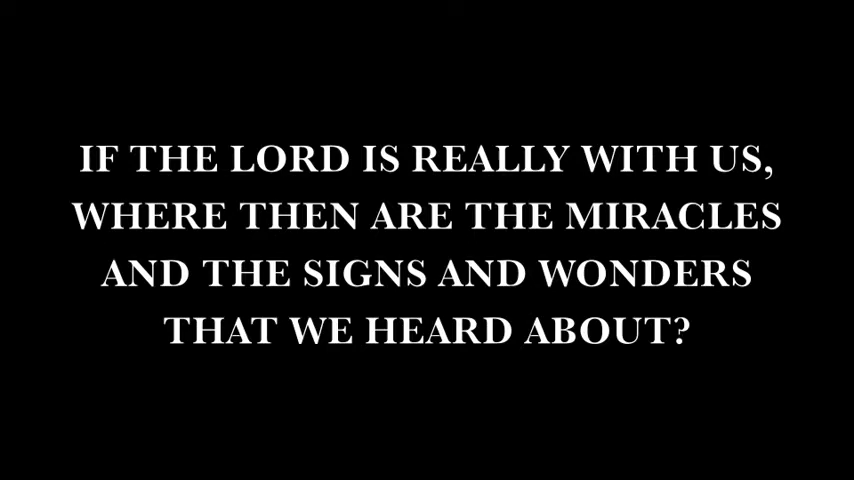 IF THE LORD IS REALLY WITH US,
WHERE THEN ARE THE MIRACLES
AND THE SIGNS AND WONDERS
THAT WE HEARD ABOUT?